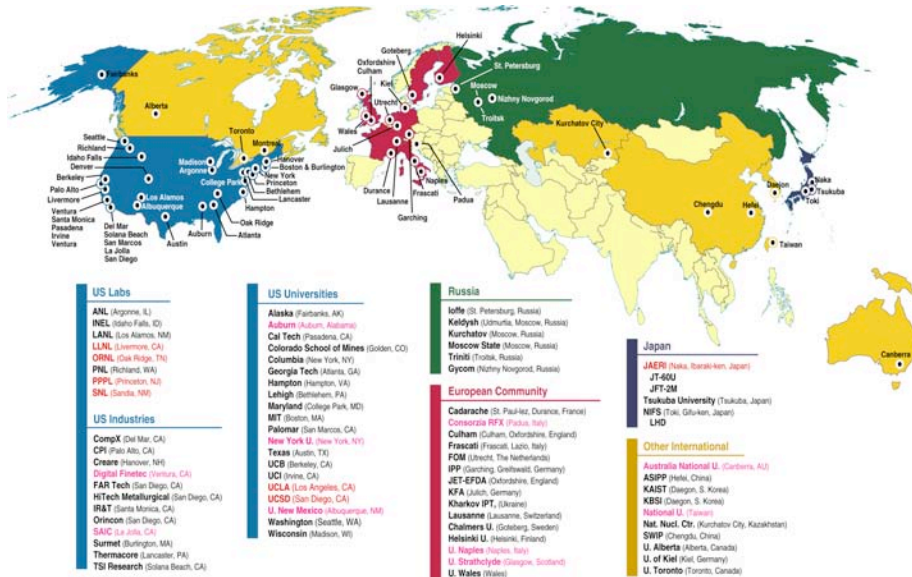 Helsinki
Goteberg
Oxfordshire
Culham
St. Petersburg
Kiel
Moscow
Fairbanks
Glasgow
Nizhny Novgorod
Utrecht
Alberta
Troitsk
Toronto
Kurchatov City
Seattle
Montreal
Wales
Richland
Hanover
Julich
Idaho Falls
Madison
Boston & Burlington
Denver
Argonne
New York
Naka
Berkeley
College Park
Princeton
Naples
Daejon
Palo Alto
Bethlehem
Durance
Tsukuba
Livermore
Los Alamos
Lancaster
Frascati
Toki
Albuquerque
Lausanne
Padua
Ventura
Hampton
Chengdu
Hefei
Santa Monica
Garching
Pasadena
Del Mar
Oak Ridge
Irvine
Solana Beach
Auburn
Atlanta
Ventura
San Marcos
Austin
Taiwan
La Jolla
San Diego
Canberra
US Labs
ANL (Argonne, IL)
INEL (Idaho Falls, ID)
LANL (Los Alamos, NM)
LLNL (Livermore, CA)
ORNL (Oak Ridge, TN)
PNL (Richland, WA)
PPPL (Princeton, NJ)
SNL (Sandia, NM)
US Industries
CompX (Del Mar, CA)
CPI (Palo Alto, CA)
Creare (Hanover, NH)
Digital Finetec (Ventura, CA)
FAR Tech (San Diego, CA)
HiTech Metallurgical (San Diego, CA)
IR&T (Santa Monica, CA)
Orincon (San Diego, CA)
SAIC (La Jolla, CA)
Surmet (Burlington, MA)
Thermacore (Lancaster, PA)
TSI Research (Solana Beach, CA)
US Universities
Alaska (Fairbanks, AK)
Auburn (Auburn, Alabama)
Cal Tech (Pasadena, CA)
Colorado School of Mines (Golden, CO)
Columbia (New York, NY)
Georgia Tech (Atlanta, GA)
Hampton (Hampton, VA)
Lehigh (Bethlehem, PA)
Maryland (College Park, MD)
MIT (Boston, MA)
Palomar (San Marcos, CA)
New York U. (New York, NY)
Texas (Austin, TX)
UCB (Berkeley, CA)
UCI (Irvine, CA)
UCLA (Los Angeles, CA)
UCSD (San Diego, CA)
U. New Mexico (Albuquerque, NM)
Washington (Seattle, WA)
Wisconsin (Madison, WI)
Russia
Ioffe (St. Petersburg, Russia)
Keldysh (Udmurtia, Moscow, Russia)
Kurchatov (Moscow, Russia)
Moscow State (Moscow, Russia)
Triniti (Troitsk, Russia)
Gycom (Nizhny Novgorod, Russia)
European Community
Cadarache (St. Paul-lez, Durance, France)
Consorzia RFX (Padua, Italy)
Culham (Culham, Oxfordshire, England)
Frascati (Frascati, Lazio, Italy)
FOM (Utrecht, The Netherlands)
IPP (Garching, Greifswald, Germany)
JET-EFDA (Oxfordshire, England)
KFA (Julich, Germany)
Kharkov IPT, (Ukraine)
Lausanne (Lausanne, Switzerland)
Chalmers U. (Goteberg, Sweden)
Helsinki U. (Helsinki, Finland)
U. Naples (Naples, Italy)
U. Strathclyde (Glasgow, Scotland)
U. Wales (Wales)
Japan
JAERI (Naka, Ibaraki-ken, Japan)
JT-60U
JFT-2M
Tsukuba University (Tsukuba, Japan)
NIFS (Toki, Gifu-ken, Japan)
LHD
Other International
Australia National U. (Canberra, AU)
ASIPP (Hefei, China)
KAIST (Daegon, S. Korea)
KBSI (Daegon, S. Korea)
National U. (Taiwan)
Nat. Nucl. Ctr. (Kurchatov City, Kazakhstan)
SWIP (Chengdu, China)
U. Alberta (Alberta, Canada)
U. of Kiel (Kiel, Germany)
U. Toronto (Toronto, Canada)